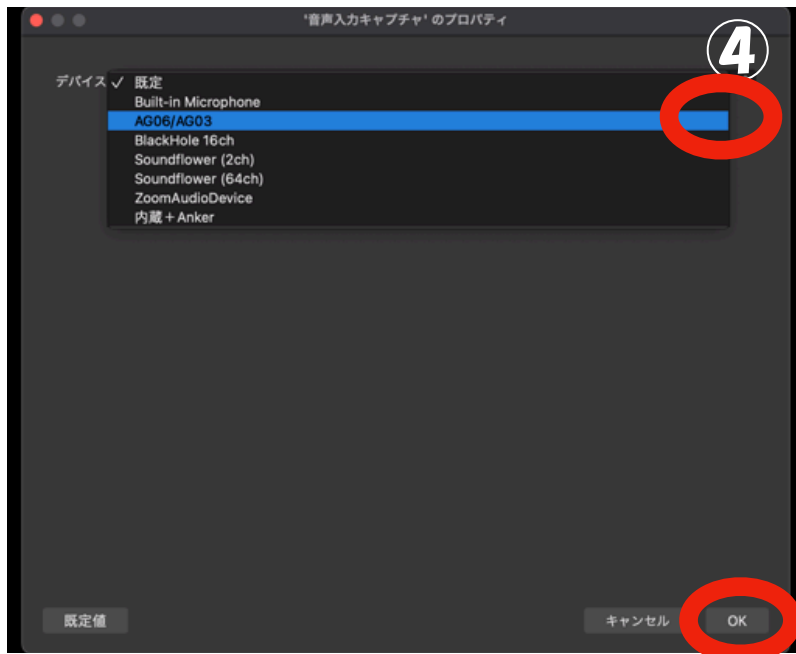 '音声入力キャプチャ' のプロパティ
④
デバイス ✓ 既定
Built-in Microphone
AG06/AG03
BlackHole 16ch
Soundflower (2ch)
Soundflower (64ch)
ZoomAudioDevice
内蔵＋Anker
既定値 キャンセル OK